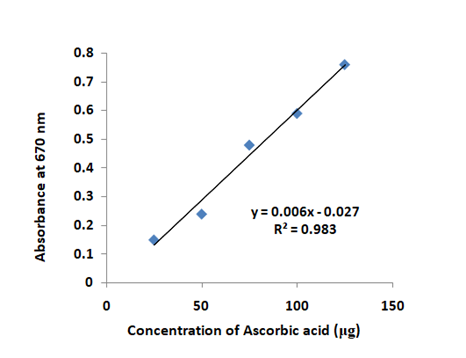 0.8
0.7
0.6
0.5
0.4
0.3
0.2
0.1
0
Absorbance at 670 nm
y = 0.006x - 0.027
R² = 0.983
0 50 100 150
Concentration of Ascorbic acid (µg)